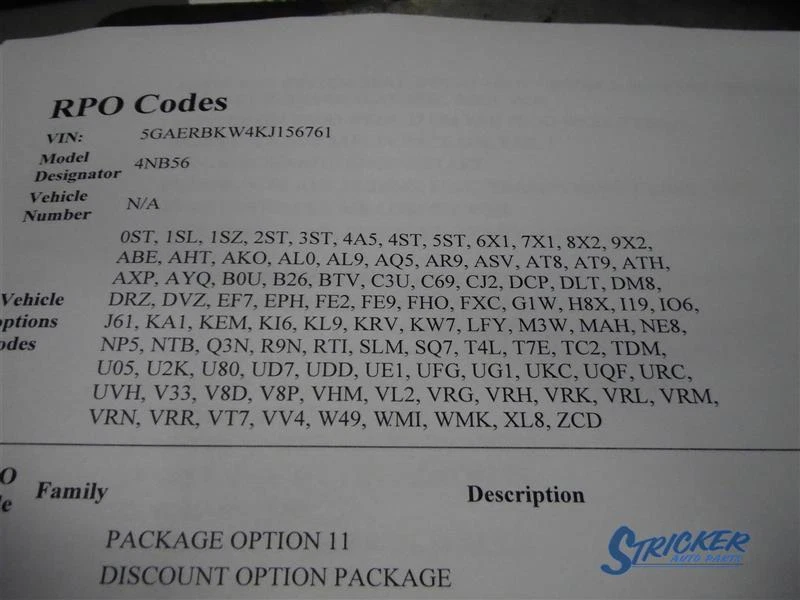 RPO Codes
VIN: 5GAERBKW4KJ156761
Model Designator 4NB56
Vehicle Number N/A
0ST, 1SL, 1SZ, 2ST, 3ST, 4A5, 4ST, 5ST, 6X1, 7X1, 8X2, 9X2,
ABE, AHT, AKO, AL0, AL9, AQ5, AR9, ASV, AT8, AT9, ATH,
AXP, AYQ, B0U, B26, BTV, C3U, C69, CJ2, DCP, DLT, DM8,
Vehicle DRZ, DVZ, EF7, EPH, FE2, FE9, FHO, FXC, G1W, H8X, I19, IO6,
ptions J61, KA1, KEM, KI6, KL9, KRV, KW7, LFY, M3W, MAH, NE8,
odes NP5, NTB, Q3N, R9N, RTI, SLM, SQ7, T4L, T7E, TC2, TDM,
U05, U2K, U80, UD7, UDD, UE1, UFG, UG1, UKC, UQF, URC,
UVH, V33, V8D, V8P, VHM, VL2, VRG, VRH, VRK, VRL, VRM,
VRN, VRR, VT7, VV4, W49, WMI, WMK, XL8, ZCD
O
e Family Description
PACKAGE OPTION 11
DISCOUNT OPTION PACKAGE
STRICKER
AUTO PARTS